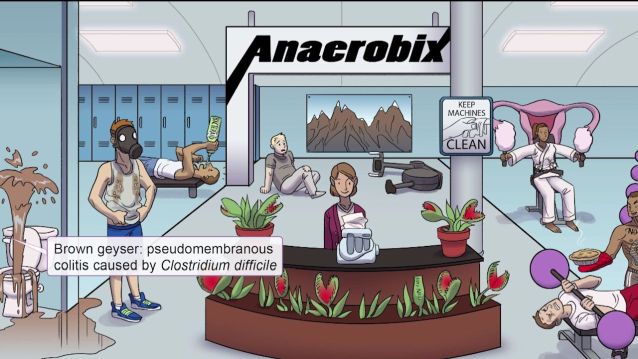 Anaerobix
KEEP
MACHINES
CLEAN
Brown geyser: pseudomembranous
colitis caused by Clostridium difficile